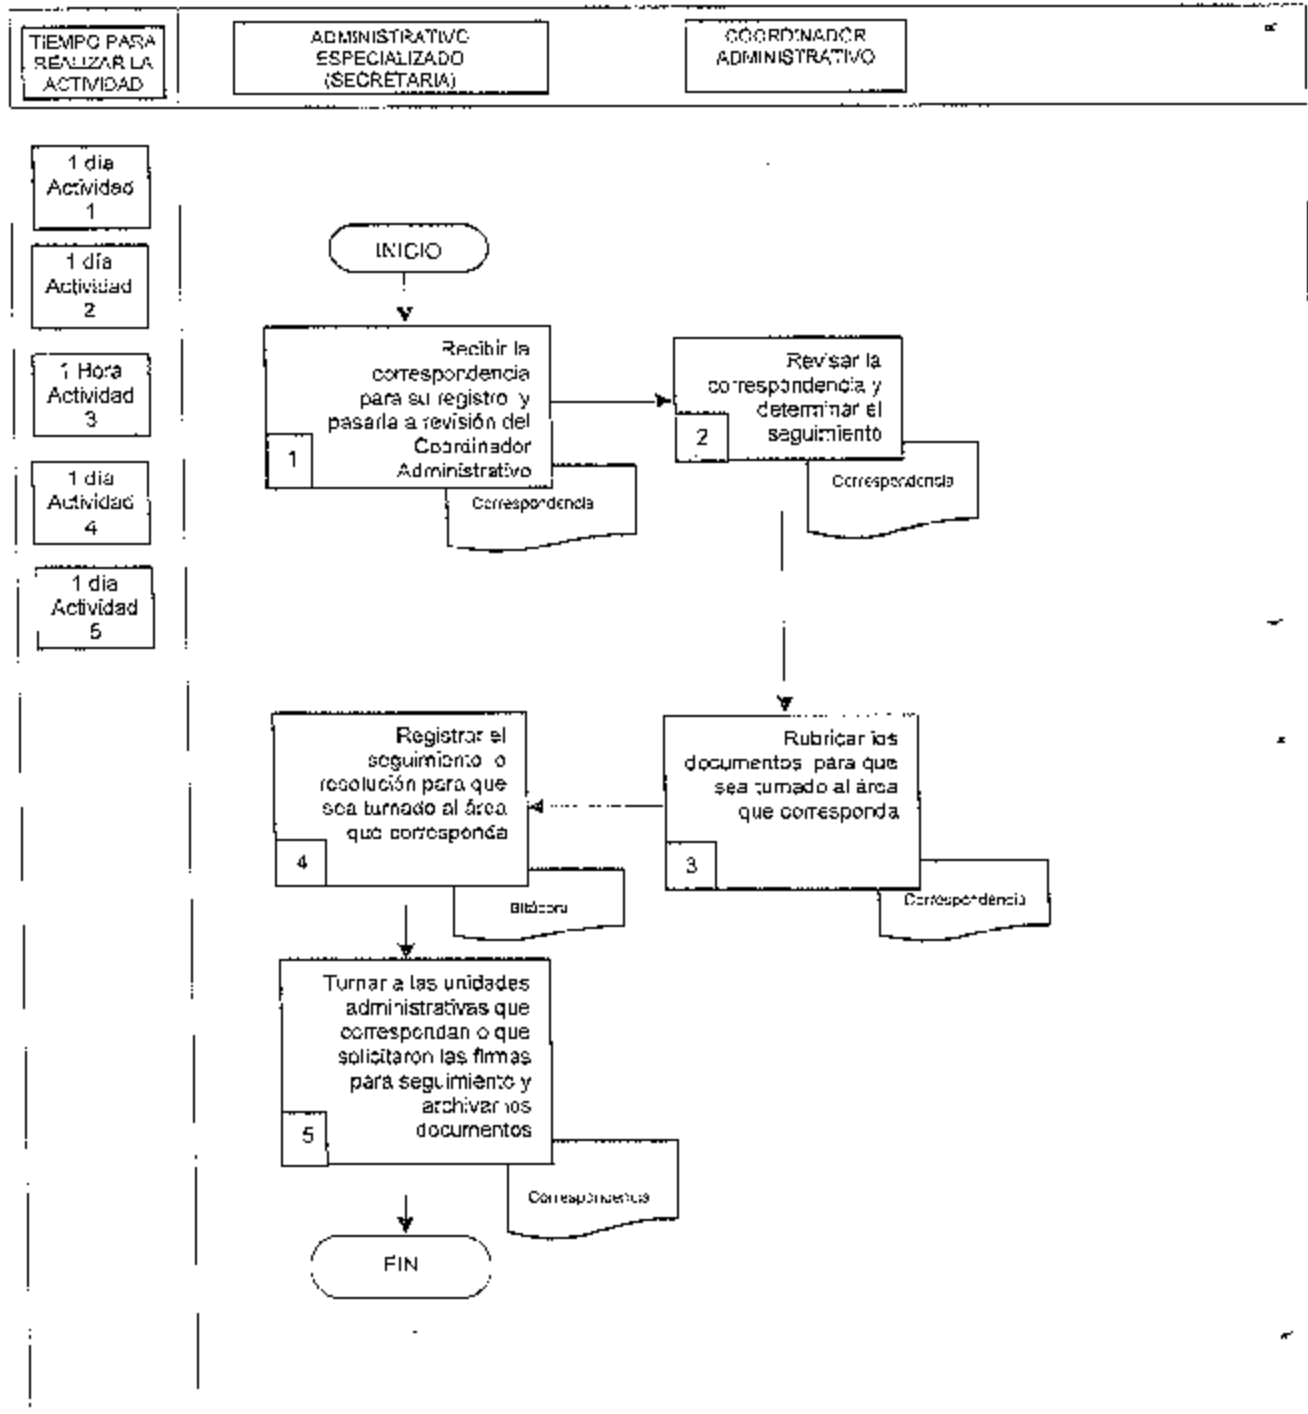 TIEMPO PARA
REALIZAR LA
ACTIVIDAD
ADMINISTRATIVO
ESPECIALIZADO
(SECRETARIA)
COORDINADOR
ADMINISTRATIVO
1 día
Actividad
1
1 día
Actividad
2
1 Hora
Actividad
3
1 día
Actividad
4
1 día
Actividad
5
INICIO
Recibir la
correspondencia
para su registro y
pasarla a revisión del
Coordinador
Administrativo
1
Correspondencia
Revisar la
correspondencia y
determinar el
seguimiento
2
Correspondencia
Rubricar los
documentos para que
sea turnado al área
que corresponda
3
Correspondencia
Registrar el
seguimiento o
resolución para que
sea turnado al área
que corresponda
4
Bitácora
Turnar a las unidades
administrativas que
correspondan o que
solicitaron las firmas
para seguimiento y
archivar los
documentos
5
Correspondencia
FIN